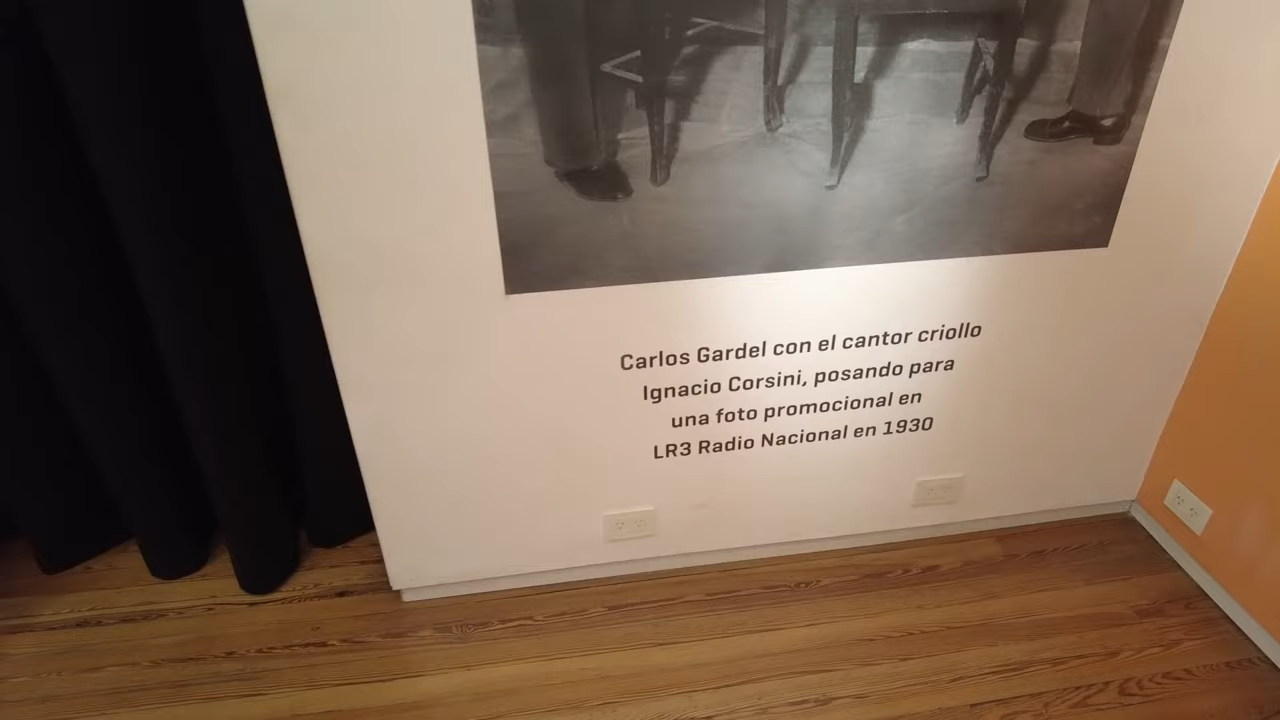 Carlos Gardel con el cantor criollo
Ignacio Corsini, posando para
una foto promocional en
LR3 Radio Nacional en 1930